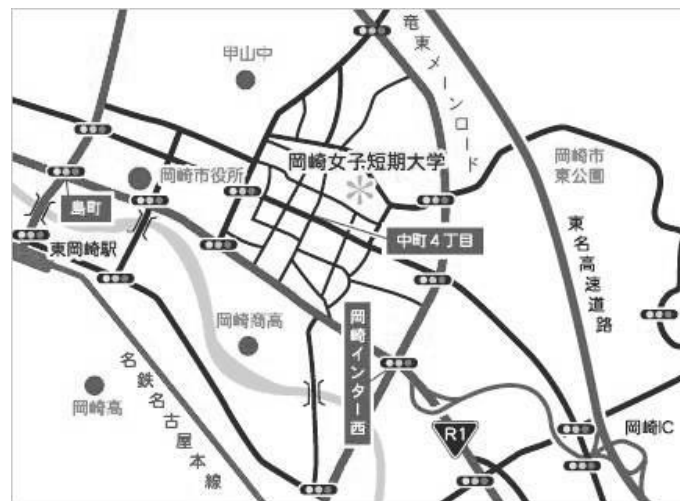 甲山中
竜東メーンロード
岡崎女子短期大学
岡崎市東公園
岡崎市役所
島町
東岡崎駅
中町4丁目
東名高速道路
岡崎商高
岡崎インター西
名鉄名古屋本線
岡崎高
R1
岡崎IC